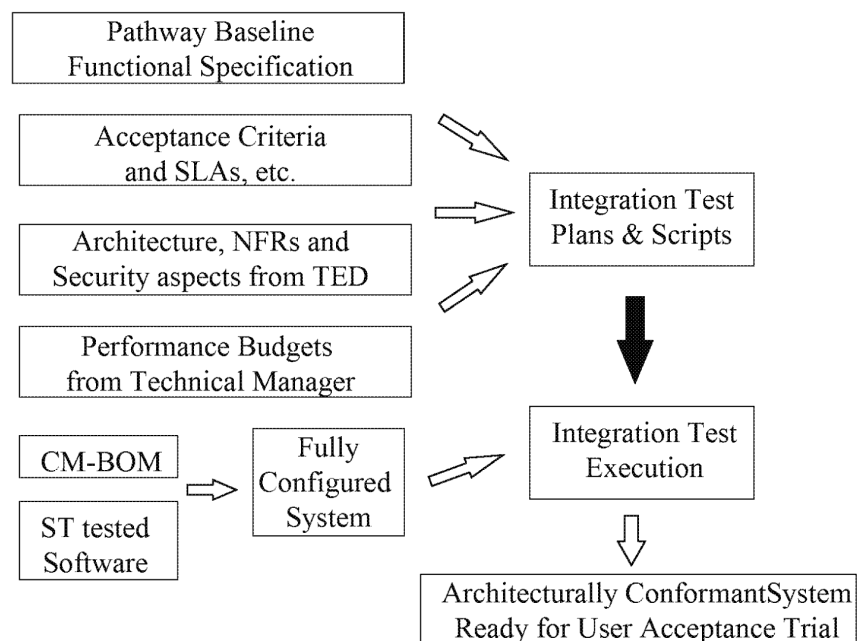 Pathway Baseline
Functional Specification
Acceptance Criteria
and SLAs, etc.
Architecture, NFRs and
Security aspects from TED
Performance Budgets
from Technical Manager
Integration Test
Plans & Scripts
CM-BOM
ST tested
Software
Fully
Configured
System
Integration Test
Execution
Architecturally ConformantSystem
Ready for User Acceptance Trial